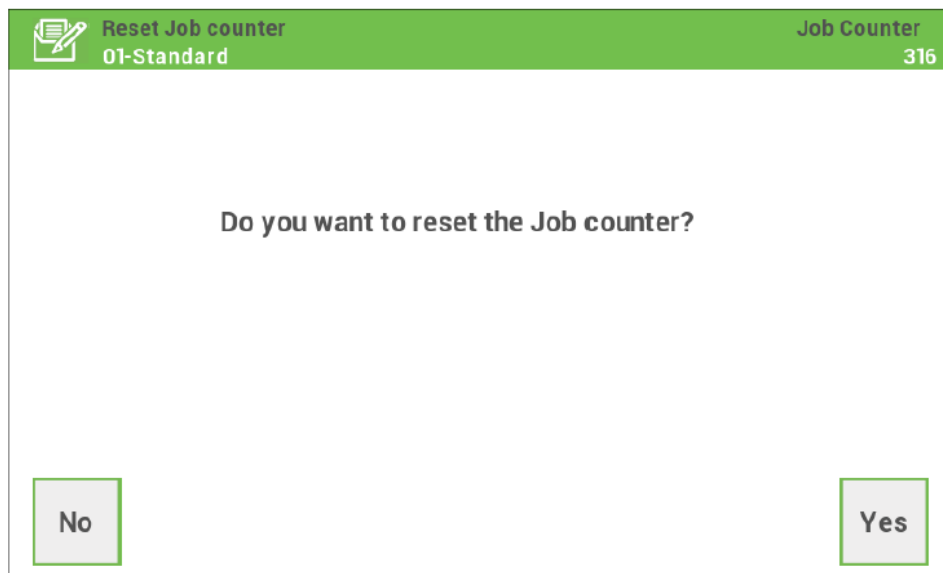 Reset Job counter
Job Counter
01-Standard
316
Do you want to reset the Job counter?
No
Yes